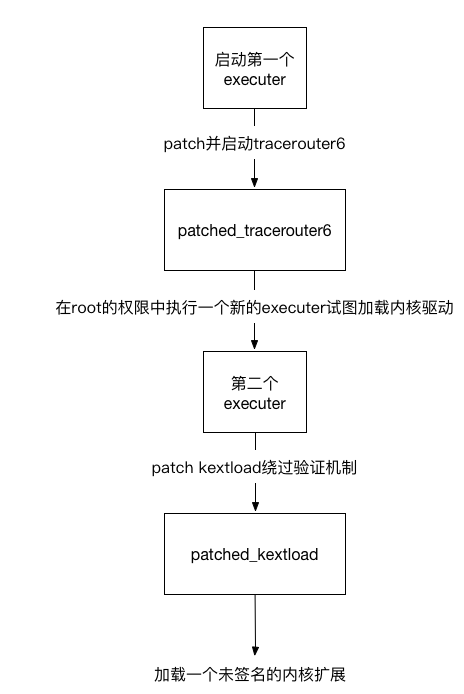 启动第一个
executer
patch并启动tracerouter6
patched_tracerouter6
在root的权限中执行一个新的executer试图加载内核驱动
第二个
executer
patch kextload绕过验证机制
patched_kextload
加载一个未签名的内核扩展